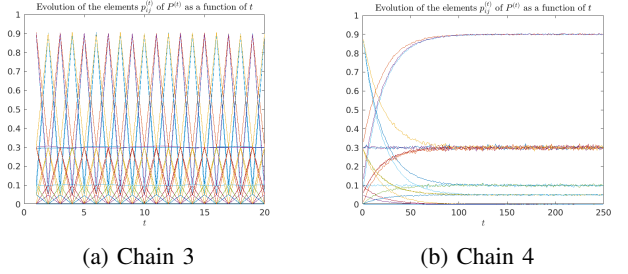 Evolution of the elements $p_{ij}^{(t)}$ of $P^{(t)}$ as a function of $t$
1
0.9
0.8
0.7
0.6
0.5
0.4
0.3
0.2
0.1
0
0 5 10 15 20
t
(a) Chain 3
Evolution of the elements $p_{ij}^{(t)}$ of $P^{(t)}$ as a function of $t$
1
0.9
0.8
0.7
0.6
0.5
0.4
0.3
0.2
0.1
0
0 50 100 150 200 250
t
(b) Chain 4